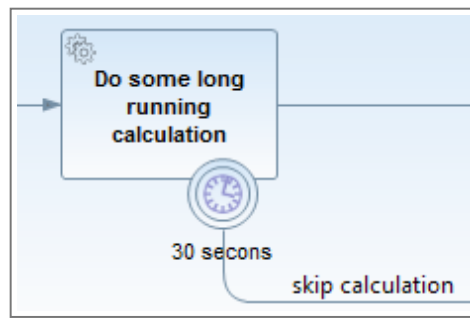 Do some long
running
calculation
30 secons
skip calculation